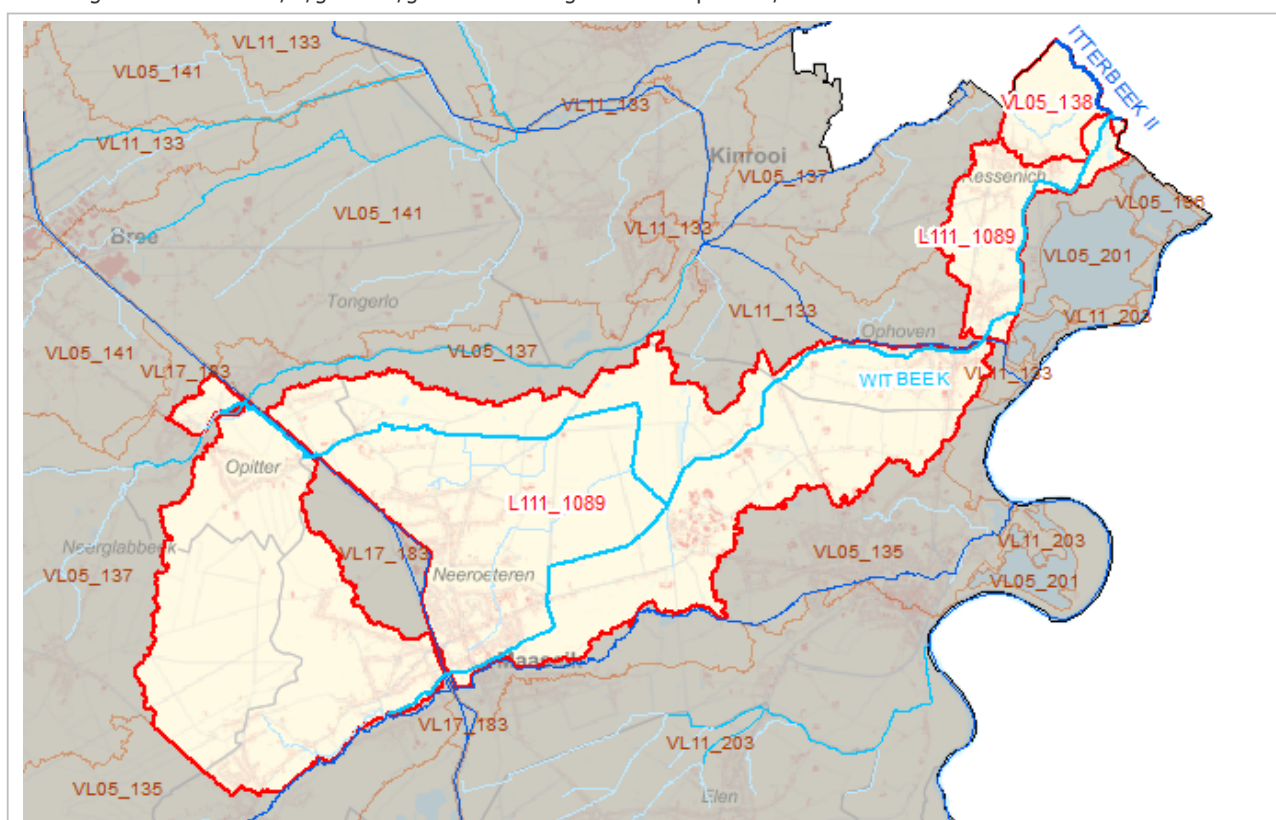 VL11_133
ITTERBEEK II
VL05_141
VL11_133
VL05_138
VL11_133
Kinrooi
VL05_137
Kessenich
VL05_141
VL11_133
L111_1089
Bree
VL05_201
Tongerlo
VL11_133
VL11_203
Ophoven
VL05_141
VL05_137
VL17_183
VL11_133
WITBEEK
Opitter
L111_1089
VL17_183
VL05_135
VL11_203
Neerglabbeek
VL05_137
Neeroeteren
VL05_201
VL17_183
VL11_203
VL05_135
Elen